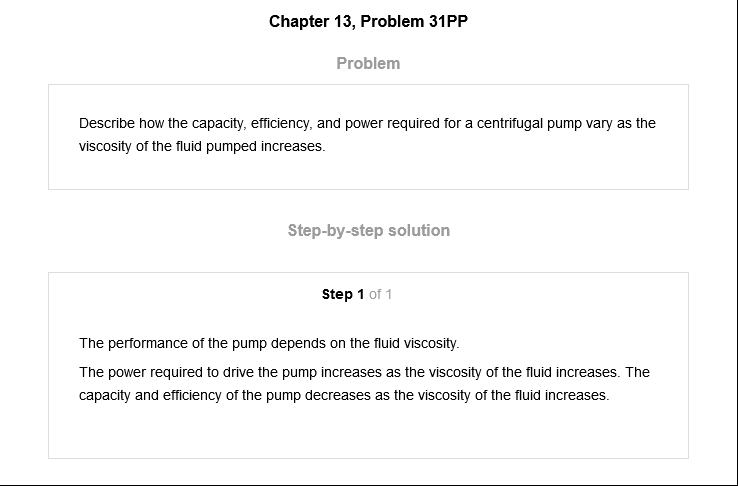 Chapter 13, Problem 31PP
Problem
Describe how the capacity, efficiency, and power required for a centrifugal pump vary as the
viscosity of the fluid pumped increases.
Step-by-step solution
Step 1 of 1
The performance of the pump depends on the fluid viscosity.
The power required to drive the pump increases as the viscosity of the fluid increases. The
capacity and efficiency of the pump decreases as the viscosity of the fluid increases.